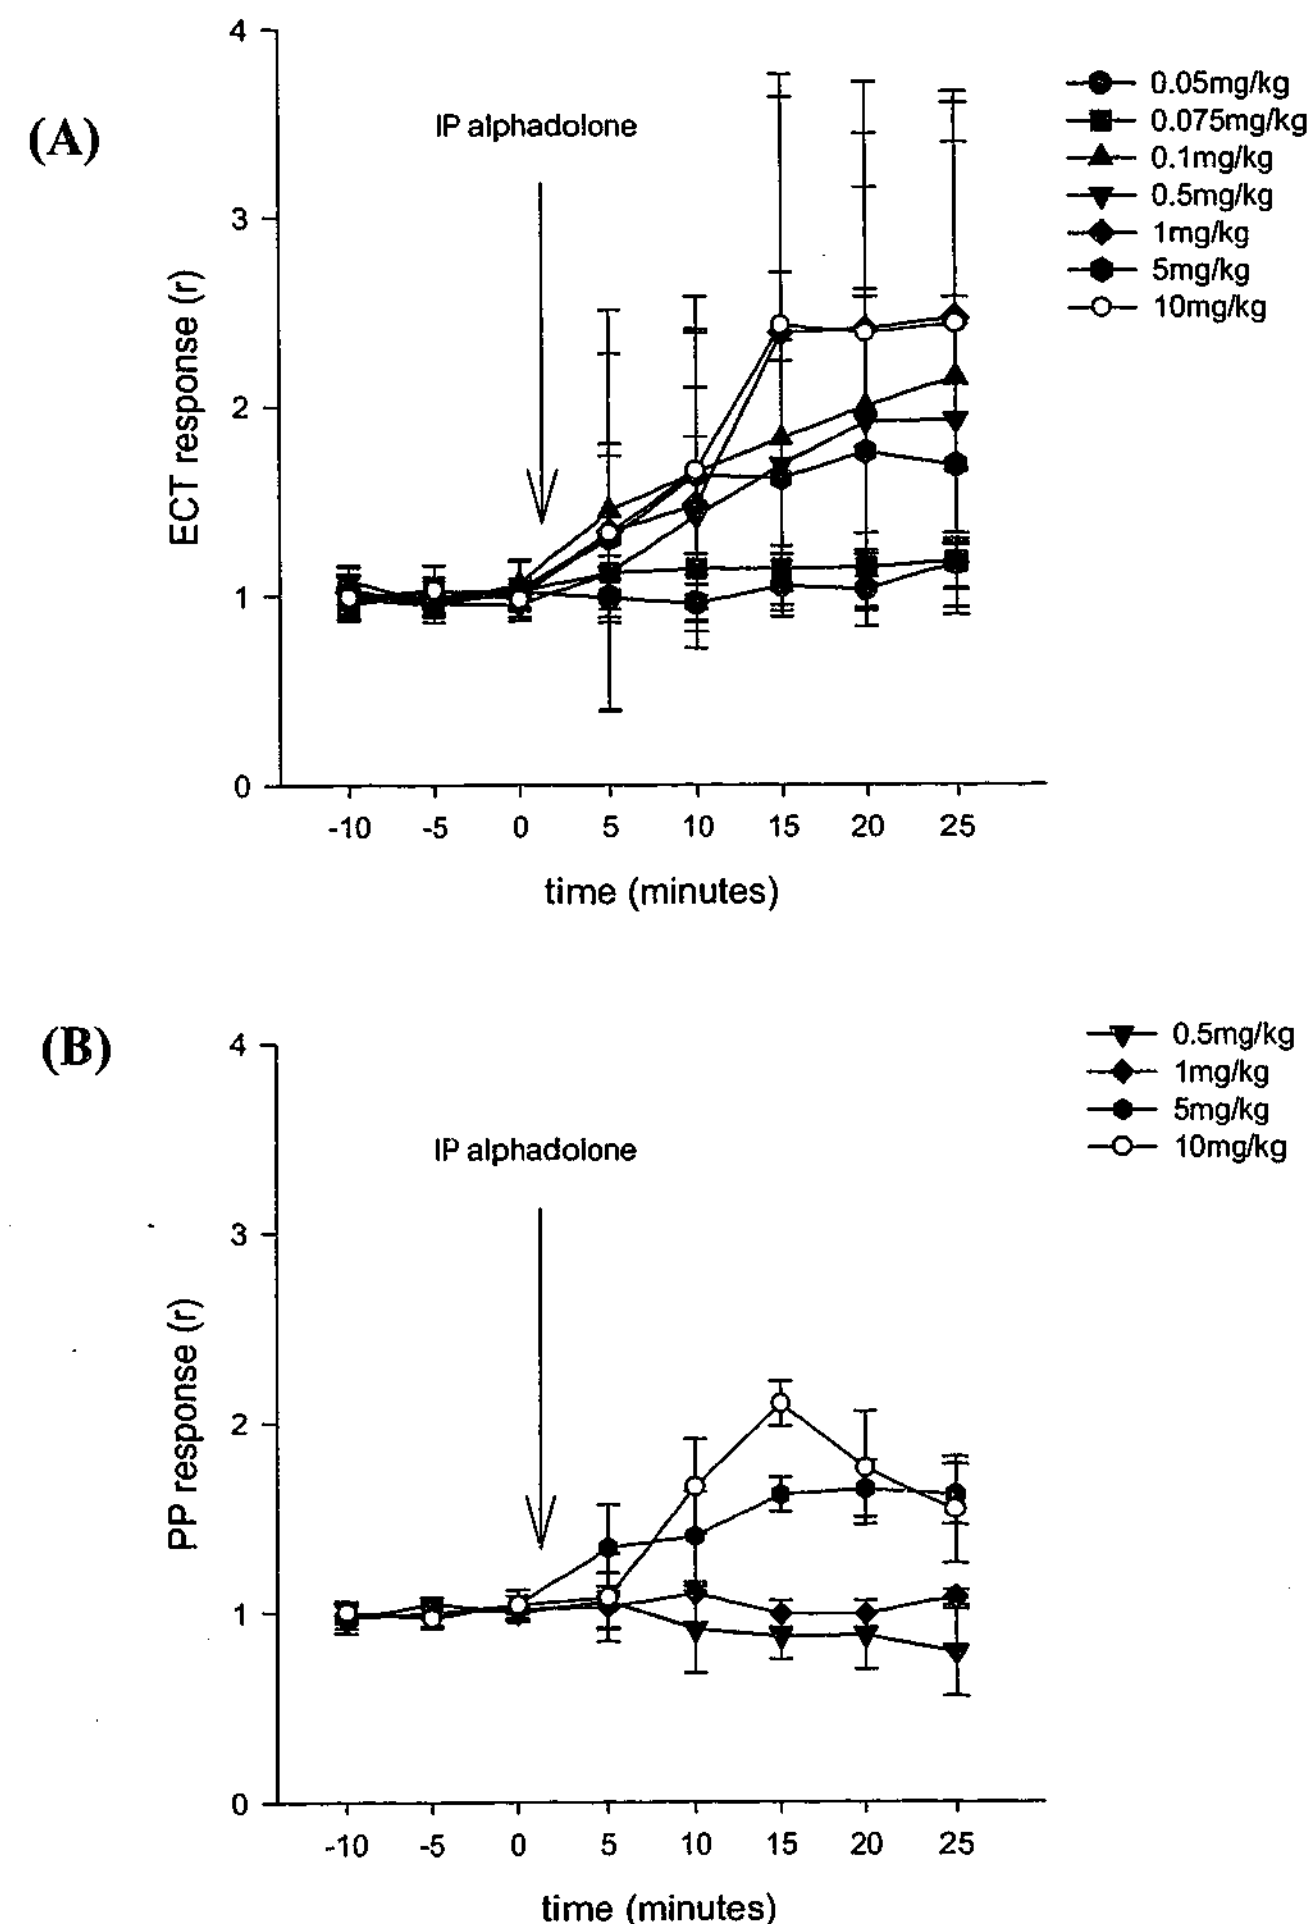 (A)
ECT response (r)
4
3
2
1
0
IP alphadolone
0.05mg/kg
0.075mg/kg
0.1mg/kg
0.5mg/kg
1mg/kg
5mg/kg
10mg/kg
-10 -5 0 5 10 15 20 25
time (minutes)
(B)
PP response (r)
4
3
2
1
0
IP alphadolone
0.5mg/kg
1mg/kg
5mg/kg
10mg/kg
-10 -5 0 5 10 15 20 25
time (minutes)